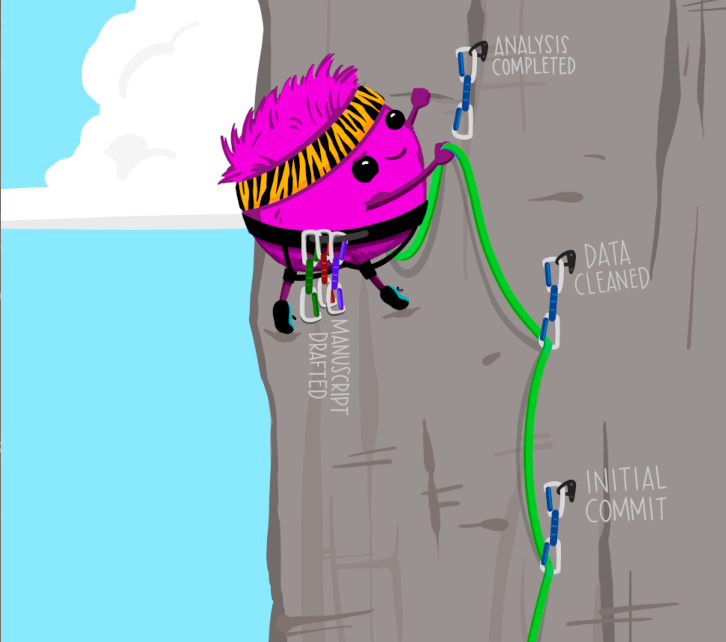 ANALYSIS
COMPLETED
DATA
CLEANED
MANUSCRIPT
DRAFTED
INITIAL
COMMIT